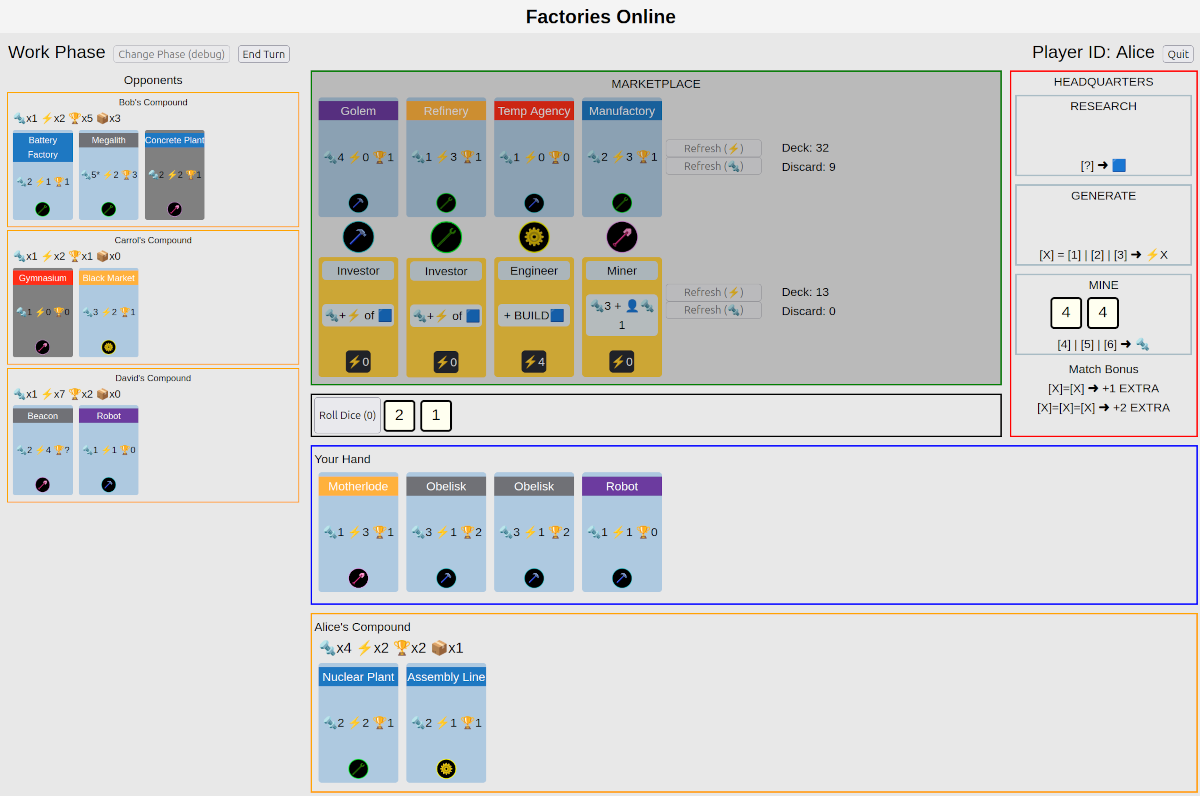 Factories Online
Work Phase Change Phase (debug) End Turn
Player ID: Alice Quit
Opponents
Bob's Compound
🔩x1 ⚡x2 🏆x5 📦x3
Battery Factory
🔩2 ⚡1 🏆1
Megalith
🔩5* ⚡2 🏆3
Concrete Plant
🔩2 ⚡2 🏆1
Carrol's Compound
🔩x1 ⚡x2 🏆x1 📦x0
Gymnasium
🔩1 ⚡0 🏆0
Black Market
🔩3 ⚡2 🏆1
David's Compound
🔩x1 ⚡x7 🏆x2 📦x0
Beacon
🔩2 ⚡4 🏆?
Robot
🔩1 ⚡1 🏆0
MARKETPLACE
Golem
🔩4 ⚡0 🏆1
Refinery
🔩1 ⚡3 🏆1
Temp Agency
🔩1 ⚡0 🏆0
Manufactory
🔩2 ⚡3 🏆1
Refresh (⚡)
Refresh (🔩)
Deck: 32
Discard: 9
Investor
🔩+⚡ of 🟦
⚡0
Investor
🔩+⚡ of 🟦
⚡0
Engineer
+ BUILD🟦
⚡4
Miner
🔩3 + 👤🔩
1
⚡0
Refresh (⚡)
Refresh (🔩)
Deck: 13
Discard: 0
Roll Dice (0) 2 1
HEADQUARTERS
RESEARCH
[?] ➜ 🟦
GENERATE
[X] = [1] | [2] | [3] ➜ ⚡X
MINE
4 4
[4] | [5] | [6] ➜ 🔩
Match Bonus
[X]=[X] ➜ +1 EXTRA
[X]=[X]=[X] ➜ +2 EXTRA
Your Hand
Motherlode
🔩1 ⚡3 🏆1
Obelisk
🔩3 ⚡1 🏆2
Obelisk
🔩3 ⚡1 🏆2
Robot
🔩1 ⚡1 🏆0
Alice's Compound
🔩x4 ⚡x2 🏆x2 📦x1
Nuclear Plant
🔩2 ⚡2 🏆1
Assembly Line
🔩2 ⚡1 🏆1